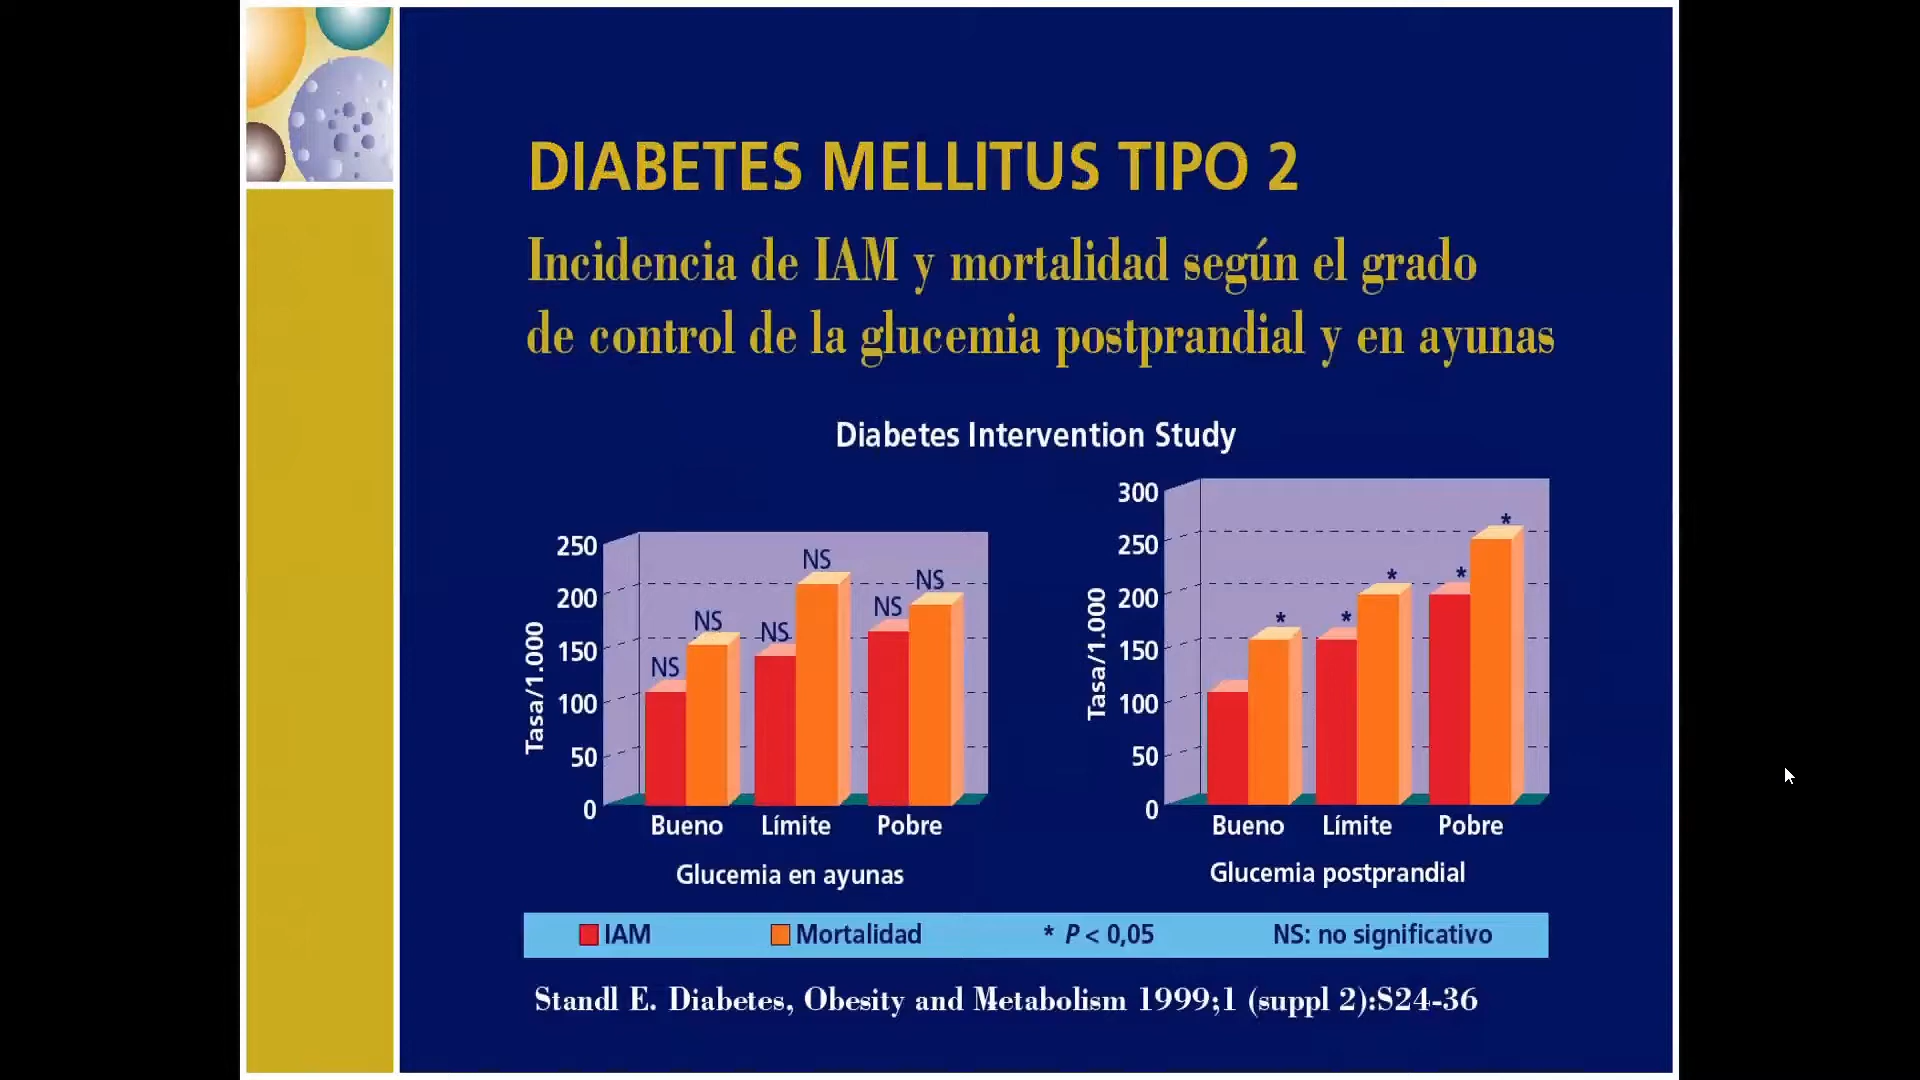 DIABETES MELLITUS TIPO 2
Incidencia de IAM y mortalidad según el grado
de control de la glucemia postprandial y en ayunas
Diabetes Intervention Study
Tasa/1.000
250
200
150
100
50
0
NS
NS
NS
NS
NS
NS
Bueno
Límite
Pobre
Glucemia en ayunas
Tasa/1.000
300
250
200
150
100
50
0
*
*
*
*
*
Bueno
Límite
Pobre
Glucemia postprandial
IAM
Mortalidad
* P < 0,05
NS: no significativo
Standl E. Diabetes, Obesity and Metabolism 1999;1 (suppl 2):S24-36